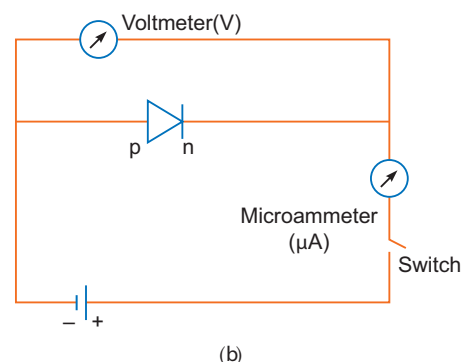 Voltmeter(V)
p n
Microammeter
(μA)
Switch
– +
(b)